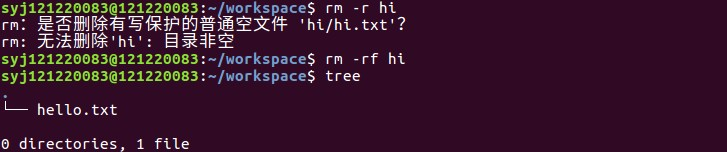 syj121220083@121220083:~/workspace$ rm -r hi
rm: 是否删除有写保护的普通空文件 'hi/hi.txt'?
rm: 无法删除'hi': 目录非空
syj121220083@121220083:~/workspace$ rm -rf hi
syj121220083@121220083:~/workspace$ tree
.
└── hello.txt
0 directories, 1 file